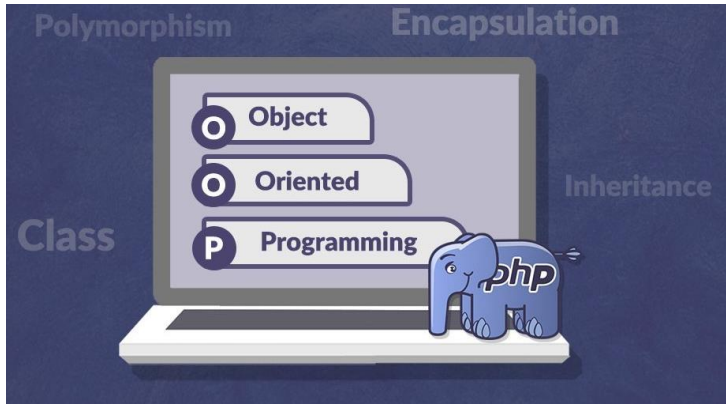 Polymorphism
Encapsulation
O Object
O Oriented
Inheritance
Class
P Programming
php